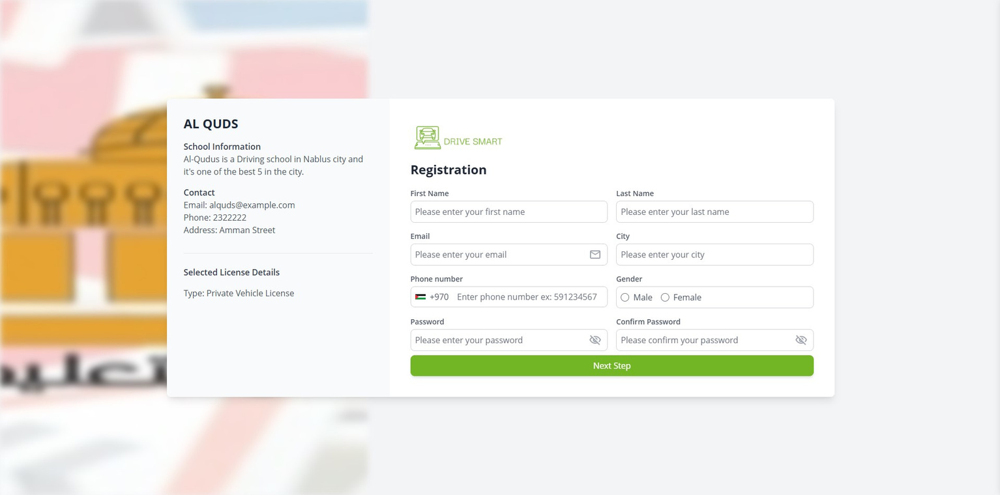 AL QUDS
School Information
Al-Qudus is a Driving school in Nablus city and
it's one of the best 5 in the city.
Contact
Email: alquds@example.com
Phone: 2322222
Address: Amman Street
Selected License Details
Type: Private Vehicle License
DRIVE SMART
Registration
First Name
Last Name
Please enter your first name
Please enter your last name
Email
City
Please enter your email
Please enter your city
Phone number
Gender
+970 Enter phone number ex: 591234567
Male Female
Password
Confirm Password
Please enter your password
Please confirm your password
Next Step